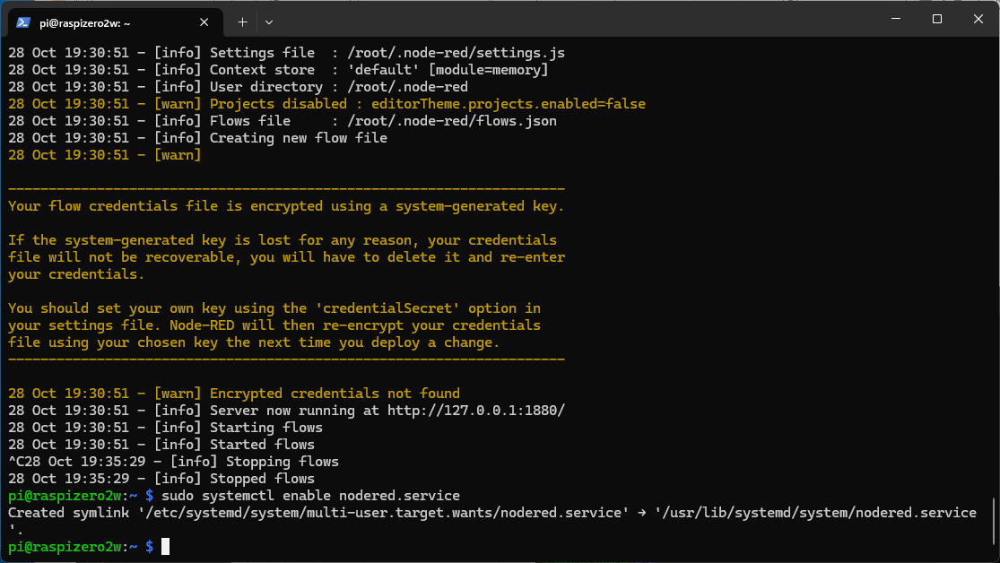 pi@raspizero2w: ~
28 Oct 19:30:51 - [info] Settings file  : /root/.node-red/settings.js
28 Oct 19:30:51 - [info] Context store  : 'default' [module=memory]
28 Oct 19:30:51 - [info] User directory : /root/.node-red
28 Oct 19:30:51 - [warn] Projects disabled : editorTheme.projects.enabled=false
28 Oct 19:30:51 - [info] Flows file     : /root/.node-red/flows.json
28 Oct 19:30:51 - [info] Creating new flow file
28 Oct 19:30:51 - [warn]
---------------------------------------------------------------------
Your flow credentials file is encrypted using a system-generated key.
If the system-generated key is lost for any reason, your credentials
file will not be recoverable, you will have to delete it and re-enter
your credentials.
You should set your own key using the 'credentialSecret' option in
your settings file. Node-RED will then re-encrypt your credentials
file using your chosen key the next time you deploy a change.
---------------------------------------------------------------------
28 Oct 19:30:51 - [warn] Encrypted credentials not found
28 Oct 19:30:51 - [info] Server now running at http://127.0.0.1:1880/
28 Oct 19:30:51 - [info] Starting flows
28 Oct 19:30:51 - [info] Started flows
^C28 Oct 19:35:29 - [info] Stopping flows
28 Oct 19:35:29 - [info] Stopped flows
pi@raspizero2w:~ $ sudo systemctl enable nodered.service
Created symlink '/etc/systemd/system/multi-user.target.wants/nodered.service' → '/usr/lib/systemd/system/nodered.service
'.
pi@raspizero2w:~ $